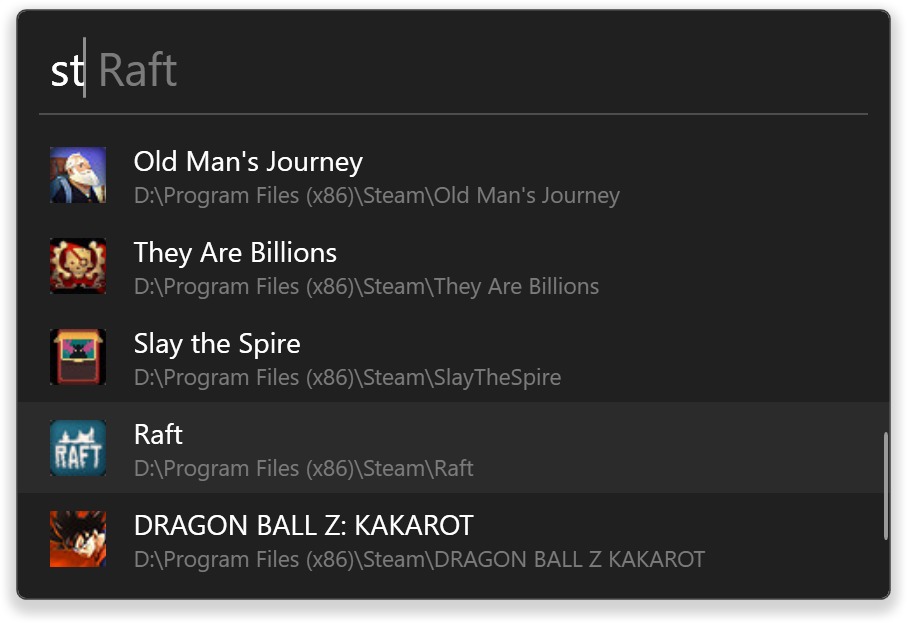 st Raft
Old Man's Journey
D:\Program Files (x86)\Steam\Old Man's Journey
They Are Billions
D:\Program Files (x86)\Steam\They Are Billions
Slay the Spire
D:\Program Files (x86)\Steam\SlayTheSpire
RAFT
Raft
D:\Program Files (x86)\Steam\Raft
DRAGON BALL Z: KAKAROT
D:\Program Files (x86)\Steam\DRAGON BALL Z KAKAROT